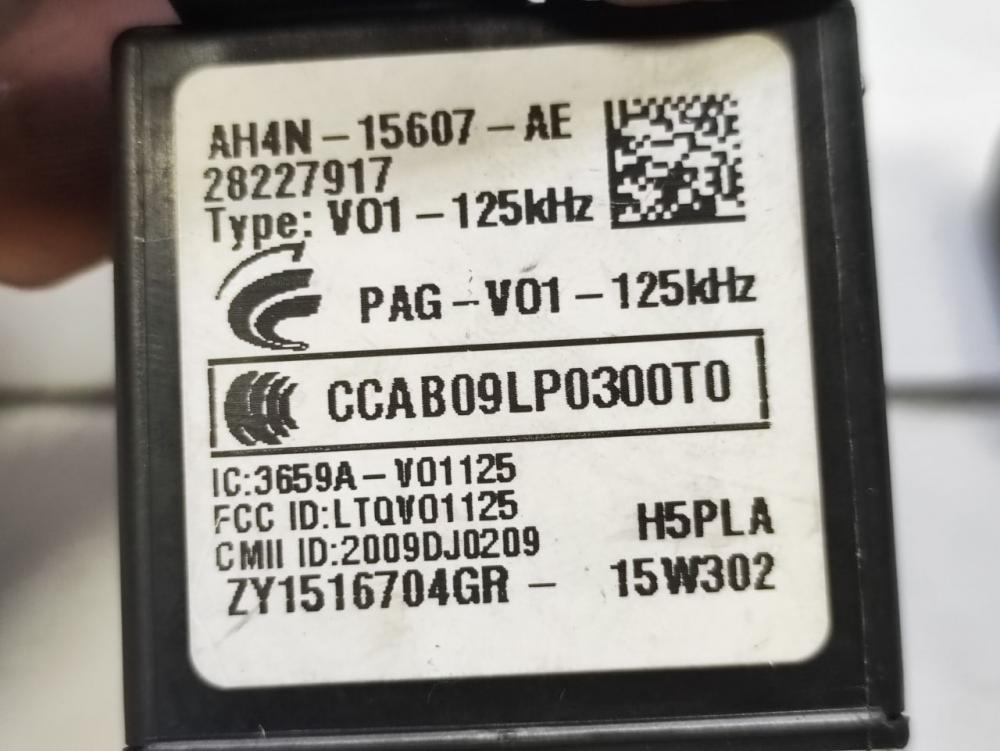 AH4N-15607-AE
28227917
Type: V01-125kHz
PAG-V01-125kHz
CCAB09LP0300T0
IC:3659A-V01125
FCC ID:LTQV01125
CMII ID:2009DJ0209
H5PLA
ZY1516704GR - 15W302